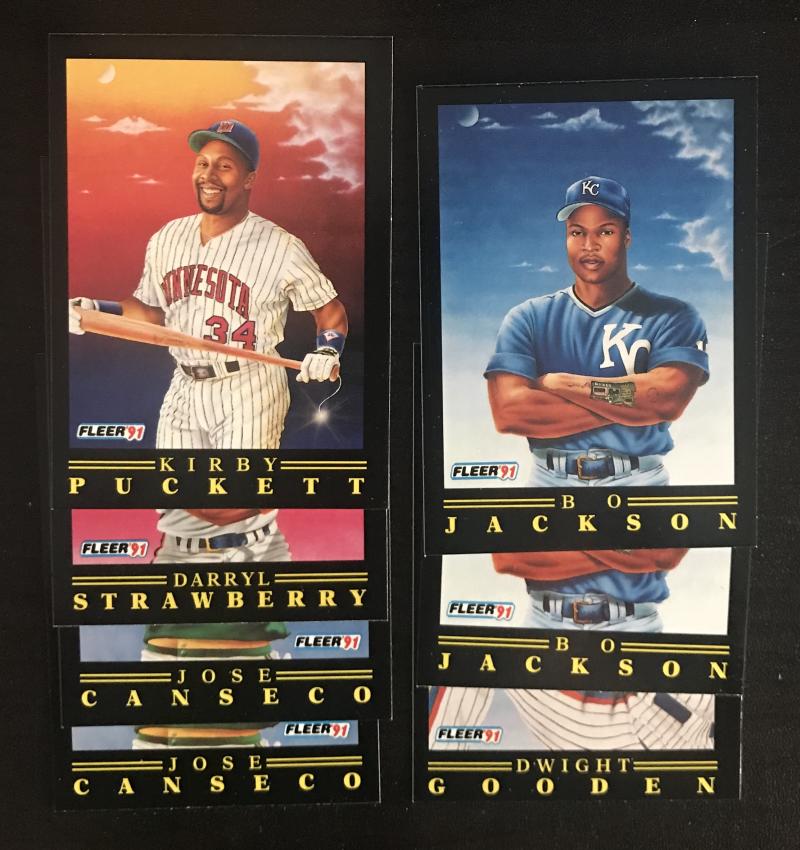 MINNESOTA
34
FLEER '91
KIRBY
PUCKETT
FLEER '91
DARRYL
STRAWBERRY
FLEER '91
JOSE
CANSECO
FLEER '91
JOSE
CANSECO
KC
KC
FLEER '91
BO
JACKSON
FLEER '91
BO
JACKSON
FLEER '91
DWIGHT
GOODEN